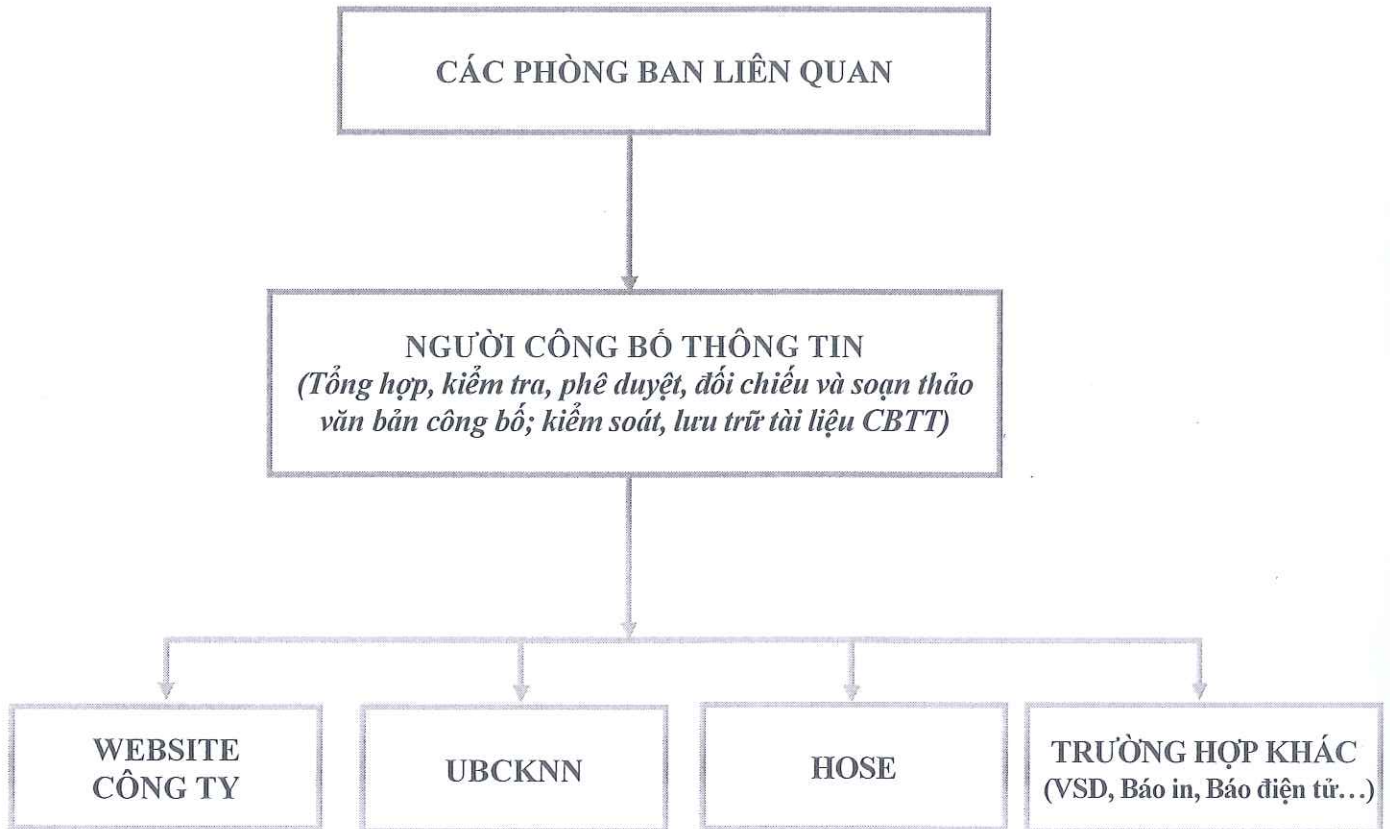 CÁC PHÒNG BAN LIÊN QUAN
NGƯỜI CÔNG BỐ THÔNG TIN
(Tổng hợp, kiểm tra, phê duyệt, đối chiếu và soạn thảo
văn bản công bố; kiểm soát, lưu trữ tài liệu CBTT)
WEBSITE
CÔNG TY
UBCKNN
HOSE
TRƯỜNG HỢP KHÁC
(VSD, Báo in, Báo điện tử…)